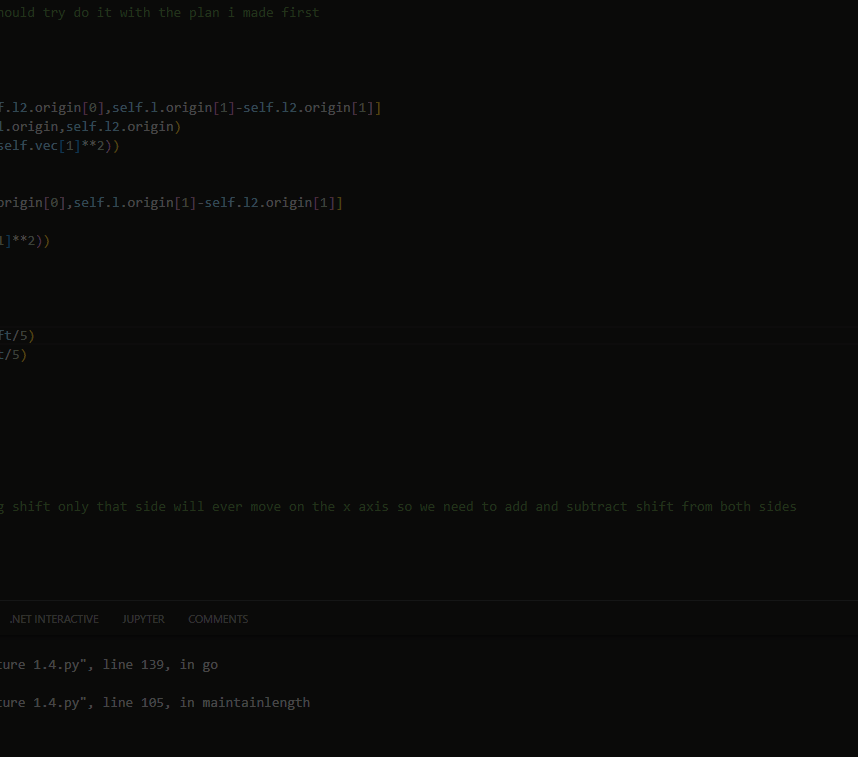 hould try do it with the plan i made first
f.l2.origin[0],self.l.origin[1]-self.l2.origin[1]]
l.origin,self.l2.origin)
self.vec[1]**2))
origin[0],self.l.origin[1]-self.l2.origin[1]]
1]**2))
ft/5)
t/5)
g shift only that side will ever move on the x axis so we need to add and subtract shift from both sides
.NET INTERACTIVE JUPYTER COMMENTS
ture 1.4.py", line 139, in go
ture 1.4.py", line 105, in maintainlength